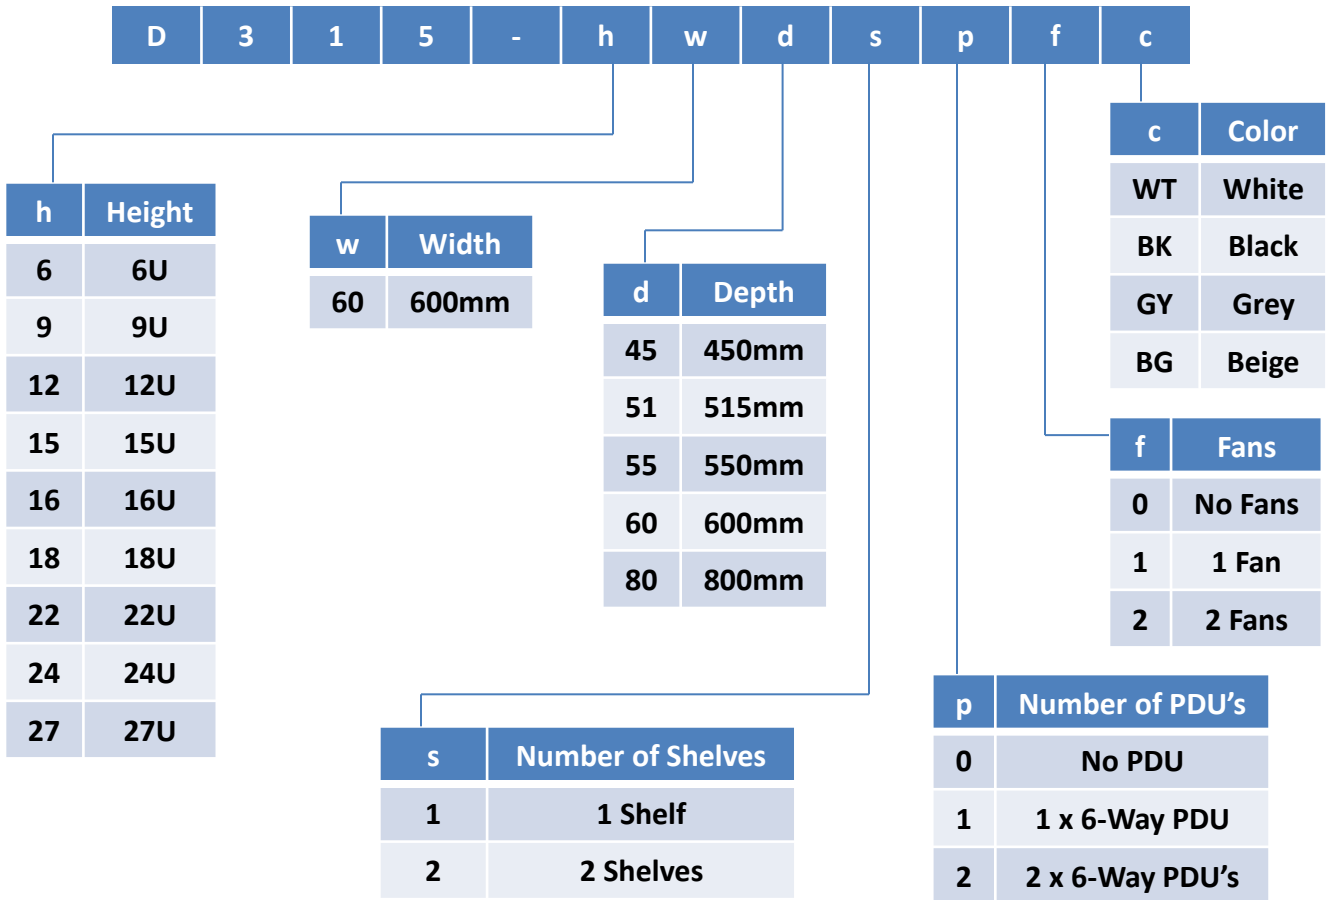 D 3 1 5 - h w d s p f c
h Height
6 6U
9 9U
12 12U
15 15U
16 16U
18 18U
22 22U
24 24U
27 27U
w Width
60 600mm
d Depth
45 450mm
51 515mm
55 550mm
60 600mm
80 800mm
s Number of Shelves
1 1 Shelf
2 2 Shelves
p Number of PDU’s
0 No PDU
1 1 x 6-Way PDU
2 2 x 6-Way PDU’s
f Fans
0 No Fans
1 1 Fan
2 2 Fans
c Color
WT White
BK Black
GY Grey
BG Beige